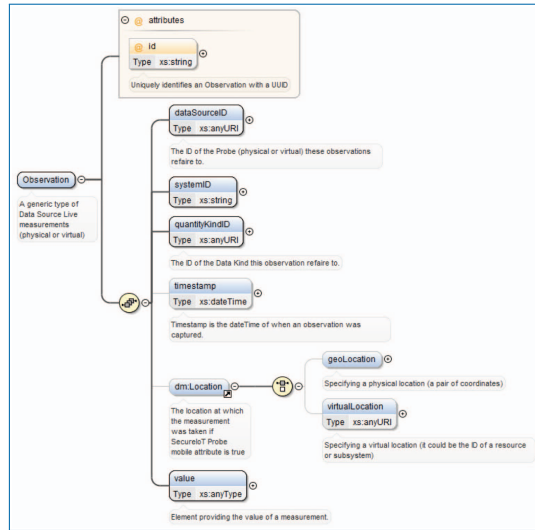 attributes
id
Type xs:string
Uniquely identifies an Observation with a UUID
Observation
A generic type of
Data Source Live
measurements
(physical or virtual)
dataSourceID
Type xs:anyURI
The ID of the Probe (physical or virtual) these observations
refaire to.
systemID
Type xs:string
quantityKindID
Type xs:anyURI
The ID of the Data Kind this observation refaire to.
timestamp
Type xs:dateTime
Timestamp is the dateTime of when an observation was
captured.
dm:Location
The location at which
the measurement
was taken if
SecureIoT Probe
mobile attribute is true
geoLocation
Specifying a physical location (a pair of coordinates)
virtualLocation
Type xs:anyURI
Specifying a virtual location (it could be the ID of a resource
or subsystem)
value
Type xs:anyType
Element providing the value of a measurement.